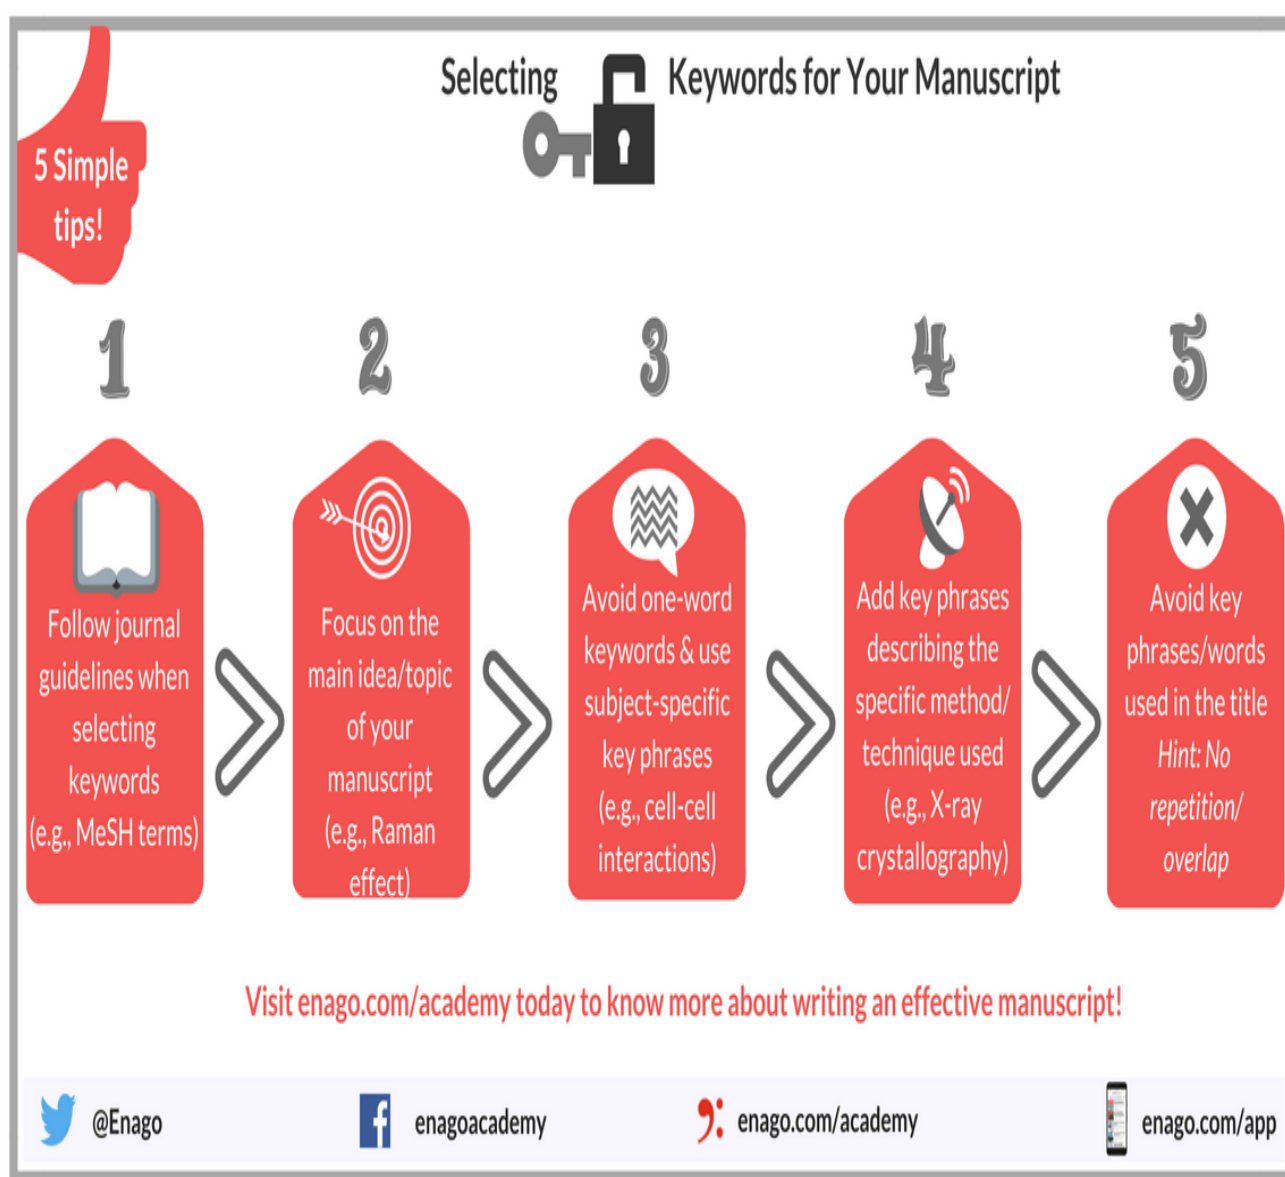 Selecting Keywords for Your Manuscript
5 Simple
tips!
1
Follow journal
guidelines when
selecting
keywords
(e.g., MeSH terms)
2
Focus on the
main idea/topic
of your
manuscript
(e.g., Raman
effect)
3
Avoid one-word
keywords & use
subject-specific
key phrases
(e.g., cell-cell
interactions)
4
Add key phrases
describing the
specific method/
technique used
(e.g., X-ray
crystallography)
5
Avoid key
phrases/words
used in the title
Hint: No
repetition/
overlap
Visit enago.com/academy today to know more about writing an effective manuscript!
@Enago
enagoacademy
enago.com/academy
enago.com/app